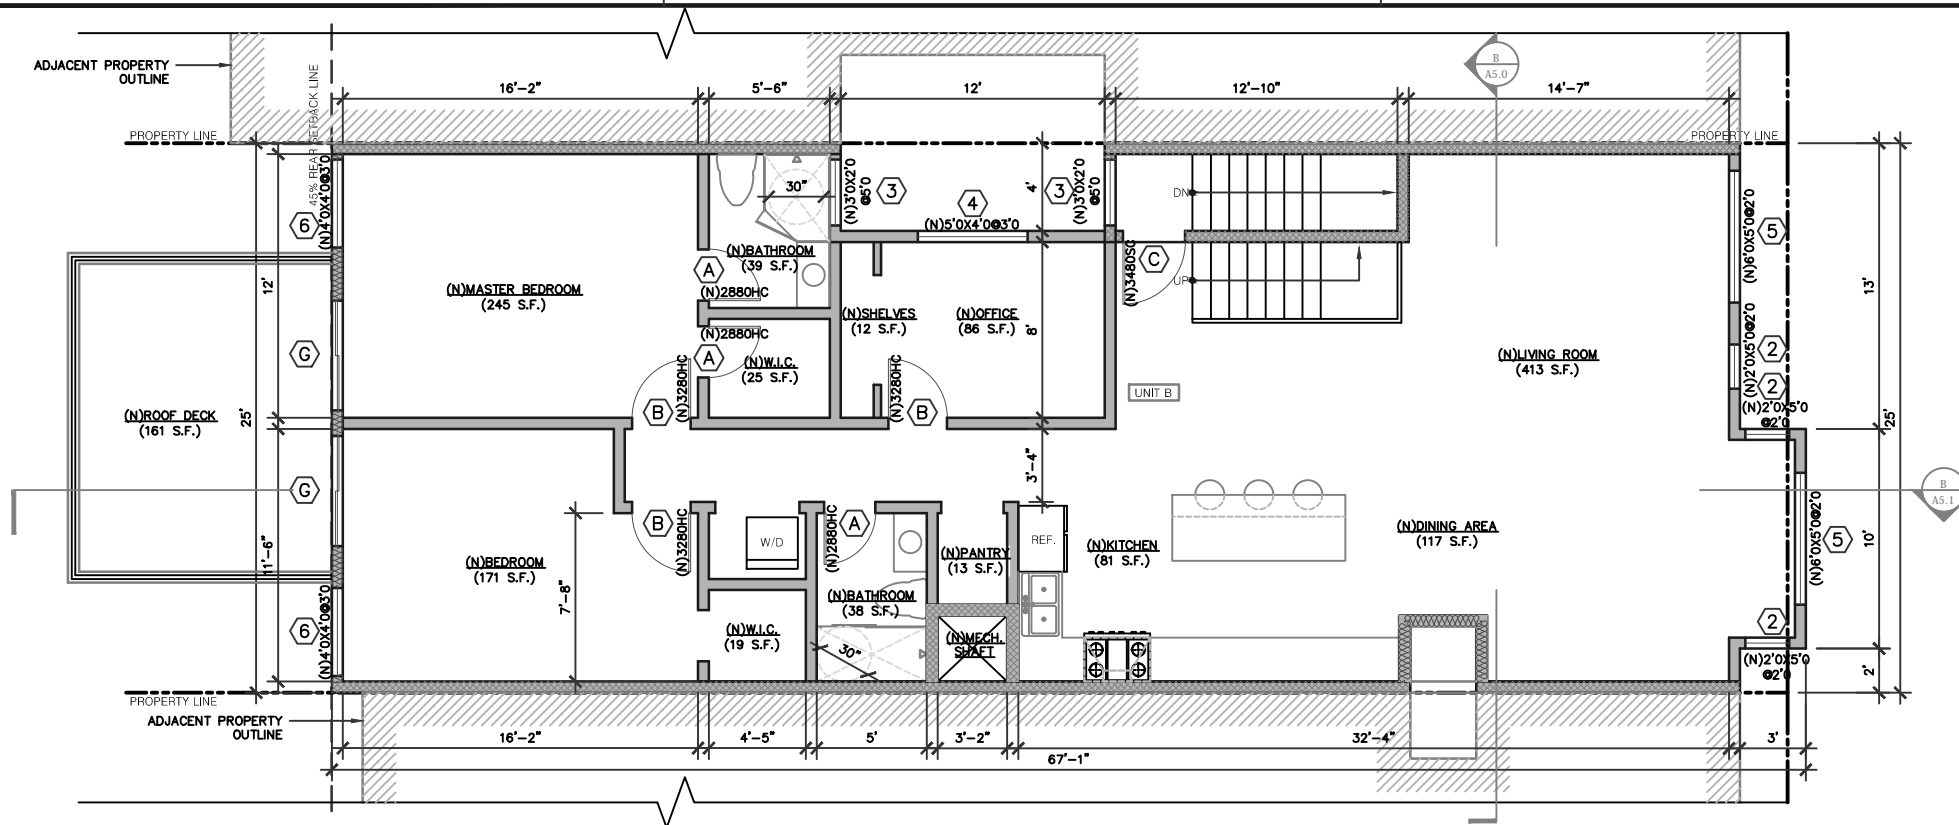 ADJACENT PROPERTY
OUTLINE
45% REAR SETBACK LINE
16'-2"
5'-6"
12'
12'-10"
14'-7"
B
A5.0
PROPERTY LINE
PROPERTY LINE
6
(N)4'0X4'0@3'0
30"
(N)3'0X2'0
@5'0
3
4
(N)5'0X4'0@3'0
4'
3
(N)3'0X2'0
@5'0
DN
UP
C
(N)3480SC
(N)6'0X5'0@2'0
5
13'
25'
(N)MASTER BEDROOM
(245 S.F.)
(N)BATHROOM
(39 S.F.)
A
(N)2880HC
(N)2880HC
A
(N)W.I.C.
(25 S.F.)
(N)SHELVES
(12 S.F.)
(N)OFFICE
(86 S.F.)
8'
(N)LIVING ROOM
(413 S.F.)
(N)2'0X5'0@2'0
2
2
(N)2'0X5'0
@2'0
12'
25'
G
(N)ROOF DECK
(161 S.F.)
B
(N)3280HC
(N)3280HC
B
UNIT B
G
3'-4"
B
A5.1
B
(N)3280HC
W/D
(N)2880HC
A
REF.
(N)KITCHEN
(81 S.F.)
(N)DINING AREA
(117 S.F.)
(N)6'0X5'0@2'0
5
10'
11'-6"
(N)BEDROOM
(171 S.F.)
7'-8"
(N)PANTRY
(13 S.F.)
(N)BATHROOM
(38 S.F.)
6
(N)4'0X4'0@3'0
(N)W.I.C.
(19 S.F.)
30"
(N)MECH.
SHAFT
2
(N)2'0X5'0
@2'0
2'
PROPERTY LINE
ADJACENT PROPERTY
OUTLINE
16'-2"
4'-5"
5'
3'-2"
32'-4"
3'
67'-1"